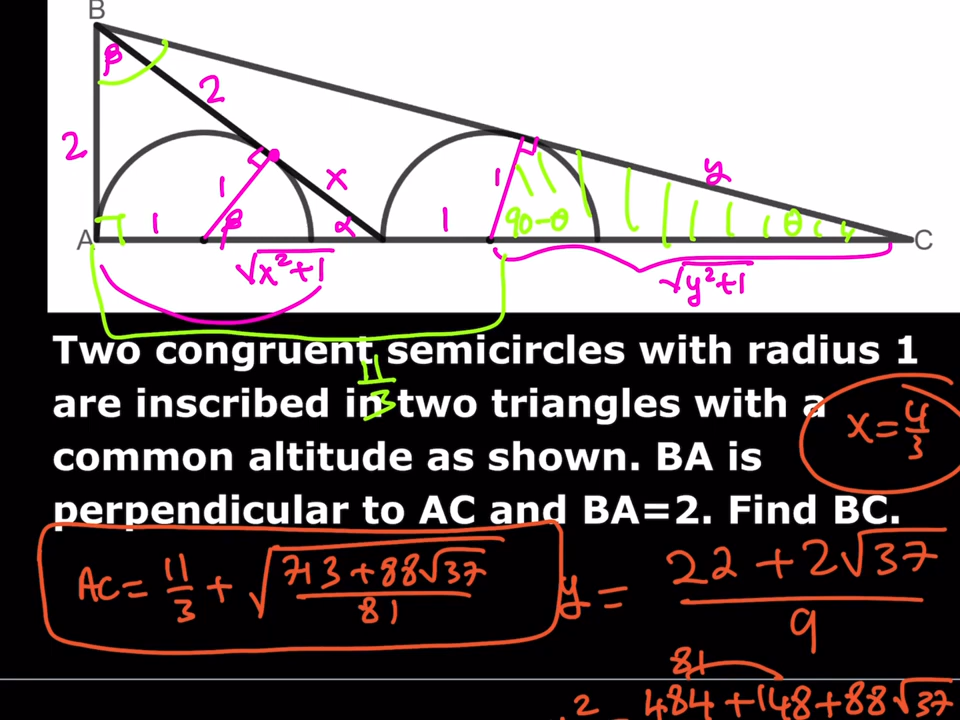 B
β
2
2
1
x
1
y
A
1
β
α
1
90-θ
θ
C
√x²+1
√y²+1
Two congruent semicircles with radius 1
11/3
are inscribed in two triangles with a
x = 4/3
common altitude as shown. BA is
perpendicular to AC and BA=2. Find BC.
AC = 11/3 + √(713+88√37)/81
y = (22+2√37)/9
81
2 484+148+88√37